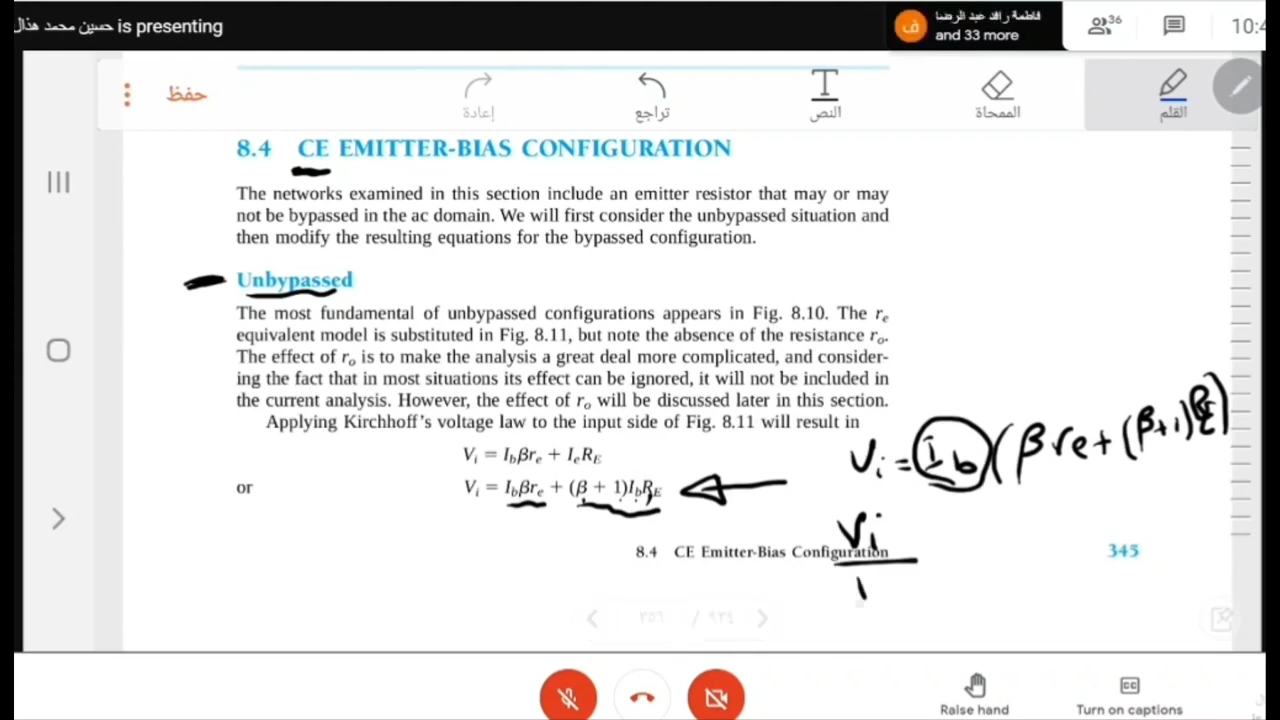 حسين محمد هذال is presenting
فاطمة رافد عبد الرضا
and 33 more
ف
36
10:4
حفظ
إعادة
تراجع
النص
الممحاة
القلم
8.4 CE EMITTER-BIAS CONFIGURATION
The networks examined in this section include an emitter resistor that may or may
not be bypassed in the ac domain. We will first consider the unbypassed situation and
then modify the resulting equations for the bypassed configuration.
Unbypassed
The most fundamental of unbypassed configurations appears in Fig. 8.10. The rₑ
equivalent model is substituted in Fig. 8.11, but note the absence of the resistance rₒ.
The effect of rₒ is to make the analysis a great deal more complicated, and consider-
ing the fact that in most situations its effect can be ignored, it will not be included in
the current analysis. However, the effect of rₒ will be discussed later in this section.
Applying Kirchhoff's voltage law to the input side of Fig. 8.11 will result in
Vᵢ = I_bβrₑ + IₑR_E
or Vᵢ = I_bβrₑ + (β + 1)I_bR_E
Vi = Ib(βre + (β+1)RE)
Vi
8.4 CE Emitter-Bias Configuration 345
٣٥٦ / ٩٣٤
Raise hand
CC
Turn on captions